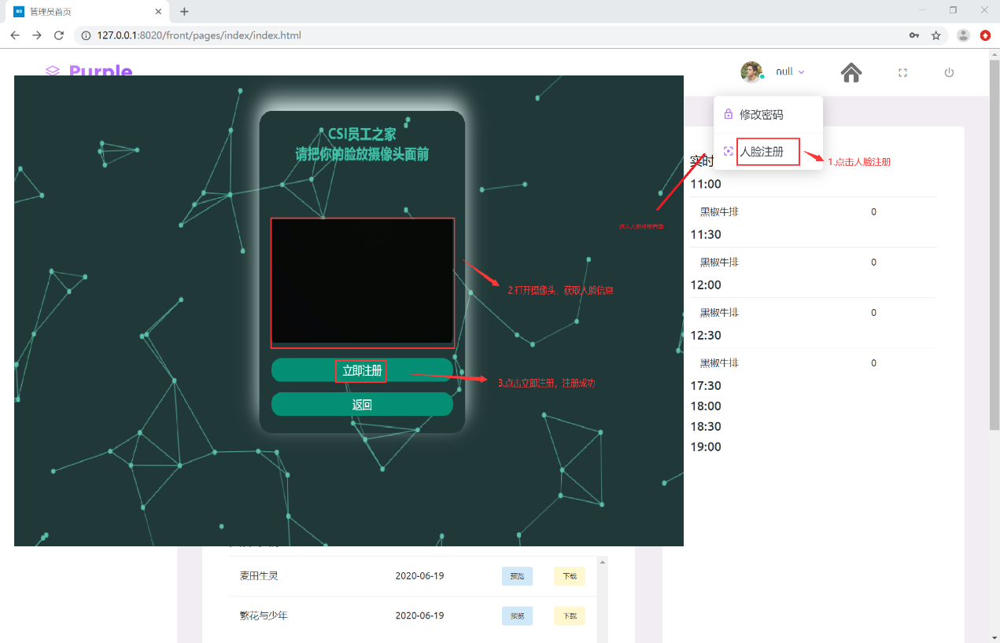 管理员首页
127.0.0.1:8020/front/pages/index/index.html
Purple
null
修改密码
人脸注册
1.点击人脸注册
CSI员工之家
请把你的脸放摄像头面前
进入人脸注册界面
2.打开摄像头，获取人脸信息
立即注册
3.点击立即注册，注册成功
返回
实时
11:00
黑椒牛排 0
11:30
黑椒牛排 0
12:00
黑椒牛排 0
12:30
黑椒牛排 0
17:30
18:00
18:30
19:00
麦田生灵 2020-06-19 预览 下载
繁花与少年 2020-06-19 预览 下载